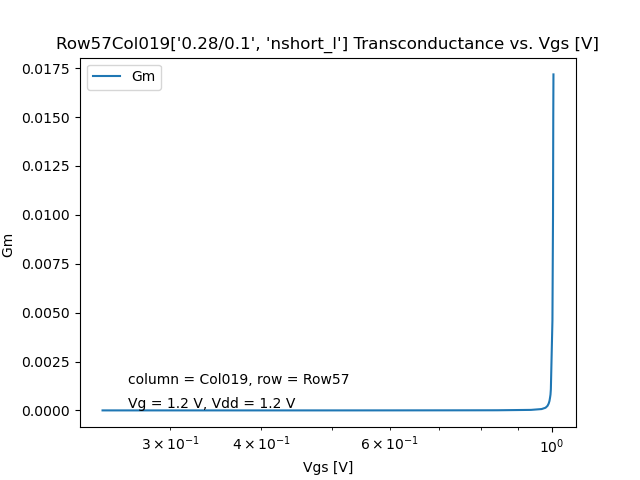 Row57Col019['0.28/0.1', 'nshort_l'] Transconductance vs. Vgs [V]
Gm
0.0175
0.0150
0.0125
0.0100
0.0075
0.0050
0.0025
0.0000
Gm
column = Col019, row = Row57
Vg = 1.2 V, Vdd = 1.2 V
3 × 10⁻¹ 4 × 10⁻¹ 6 × 10⁻¹ 10⁰
Vgs [V]